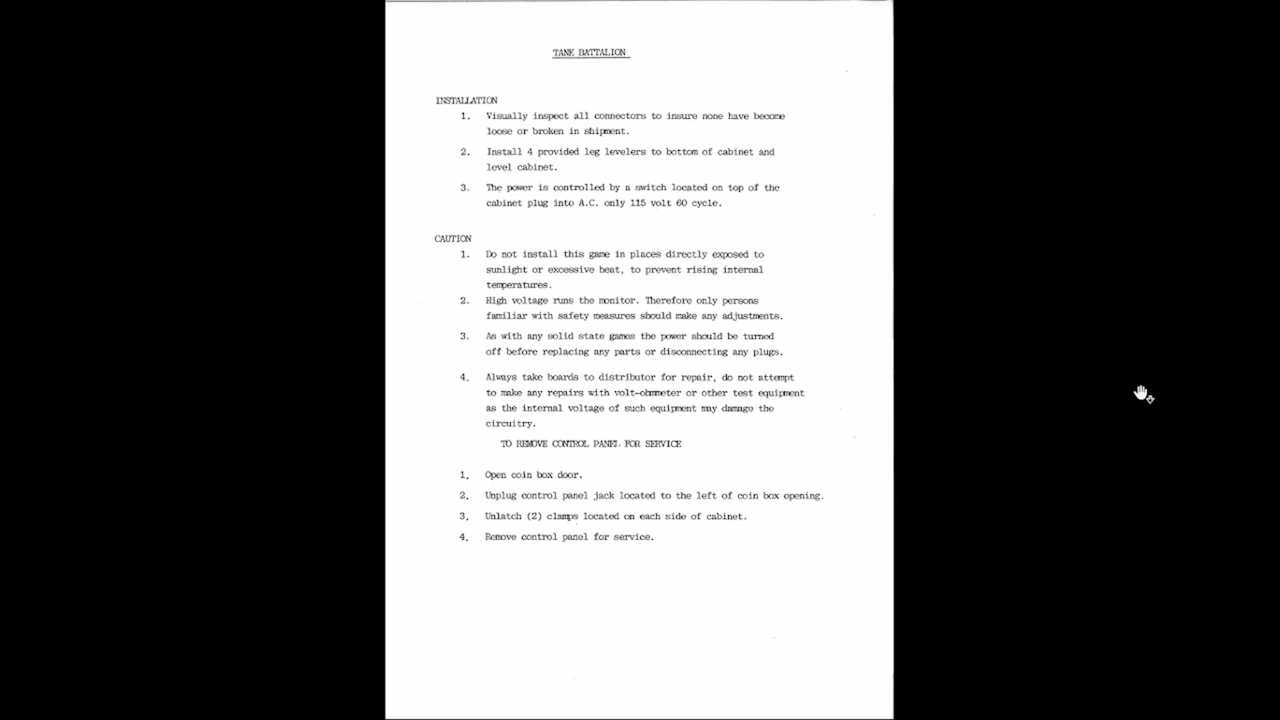 TANK BATTALION
INSTALLATION
1. Visually inspect all connectors to insure none have become
loose or broken in shipment.
2. Install 4 provided leg levelers to bottom of cabinet and
level cabinet.
3. The power is controlled by a switch located on top of the
cabinet plug into A.C. only 115 volt 60 cycle.
CAUTION
1. Do not install this game in places directly exposed to
sunlight or excessive heat, to prevent rising internal
temperatures.
2. High voltage runs the monitor. Therefore only persons
familiar with safety measures should make any adjustments.
3. As with any solid state games the power should be turned
off before replacing any parts or disconnecting any plugs.
4. Always take boards to distributor for repair, do not attempt
to make any repairs with volt-ohmmeter or other test equipment
as the internal voltage of such equipment may damage the
circuitry.
TO REMOVE CONTROL PANEL FOR SERVICE
1. Open coin box door.
2. Unplug control panel jack located to the left of coin box opening.
3. Unlatch (2) clamps located on each side of cabinet.
4. Remove control panel for service.